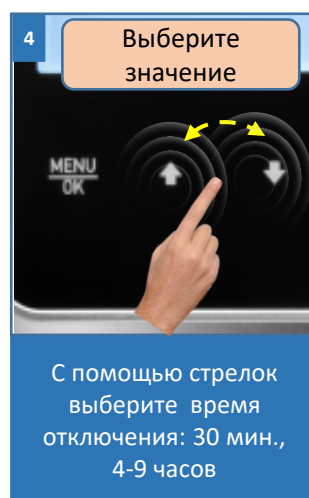 4
Выберите
значение
MENU
OK
С помощью стрелок
выберите время
отключения: 30 мин.,
4-9 часов